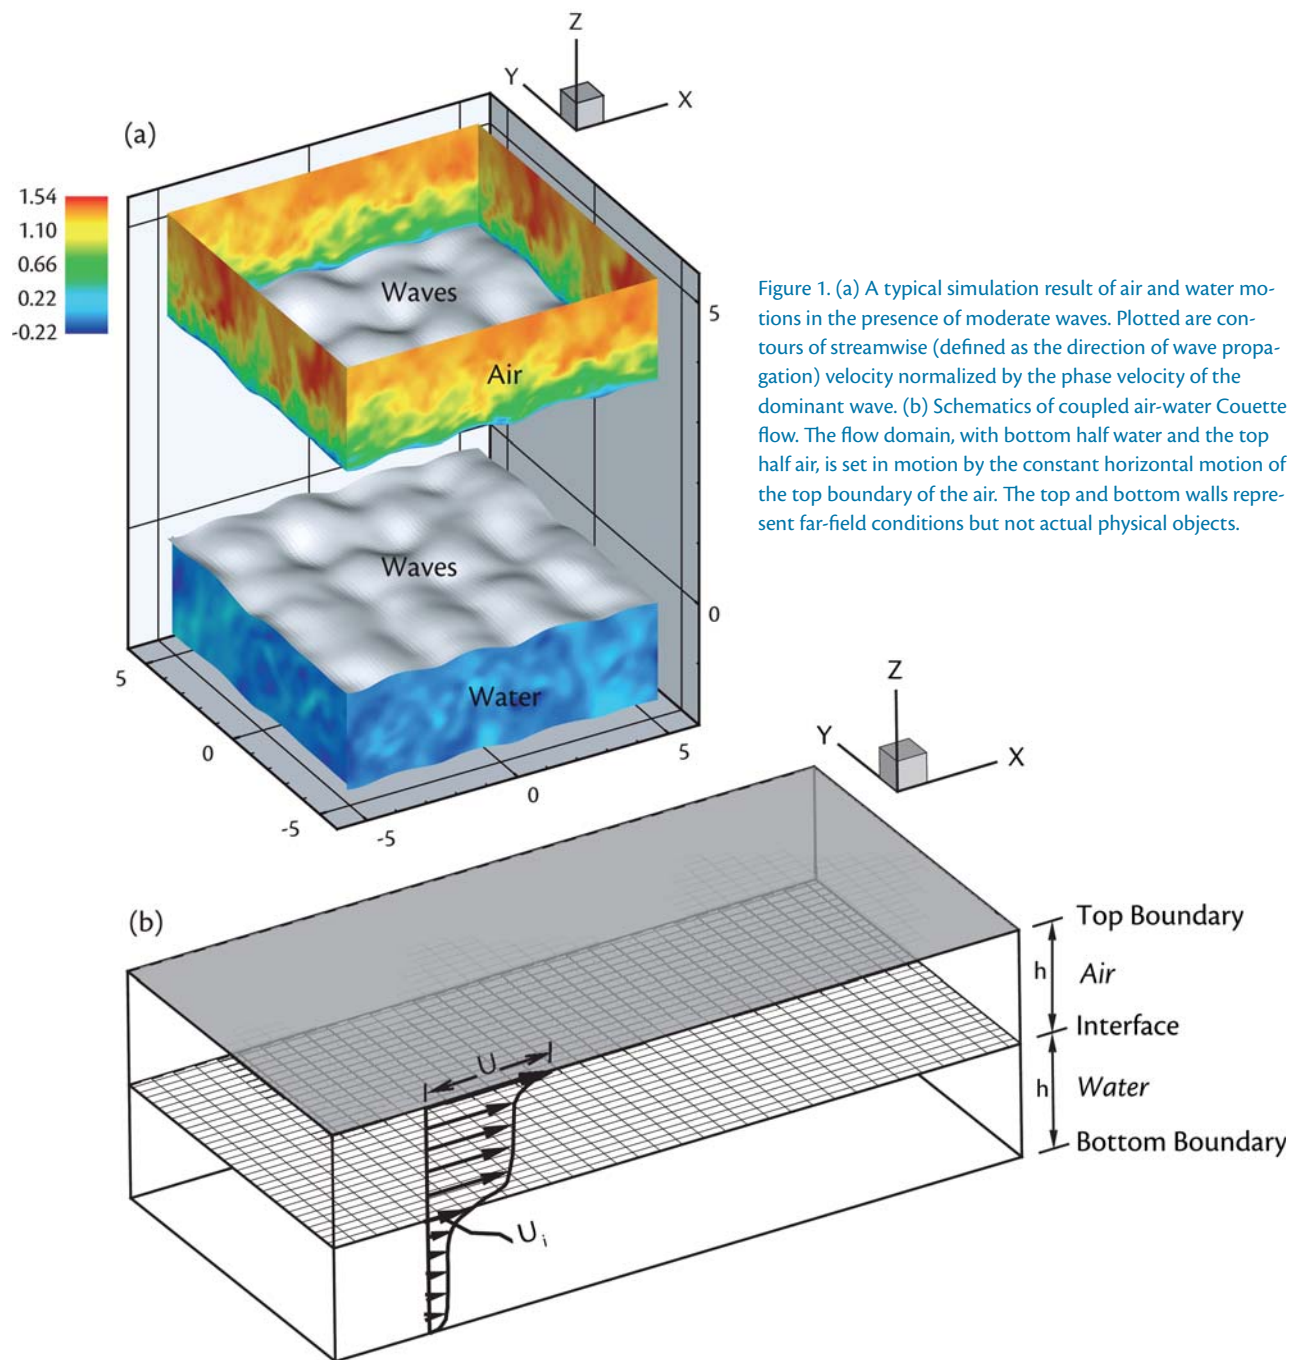 Z
Y
X
(a)
1.54
1.10
0.66
0.22
-0.22
Waves
Air
5
Waves
0
Water
5
0
-5
-5
0
5
Figure 1. (a) A typical simulation result of air and water mo-
tions in the presence of moderate waves. Plotted are con-
tours of streamwise (defined as the direction of wave propa-
gation) velocity normalized by the phase velocity of the
dominant wave. (b) Schematics of coupled air-water Couette
flow. The flow domain, with bottom half water and the top
half air, is set in motion by the constant horizontal motion of
the top boundary of the air. The top and bottom walls repre-
sent far-field conditions but not actual physical objects.
Z
Y
X
(b)
Top Boundary
h Air
Interface
h Water
Bottom Boundary
U
U i